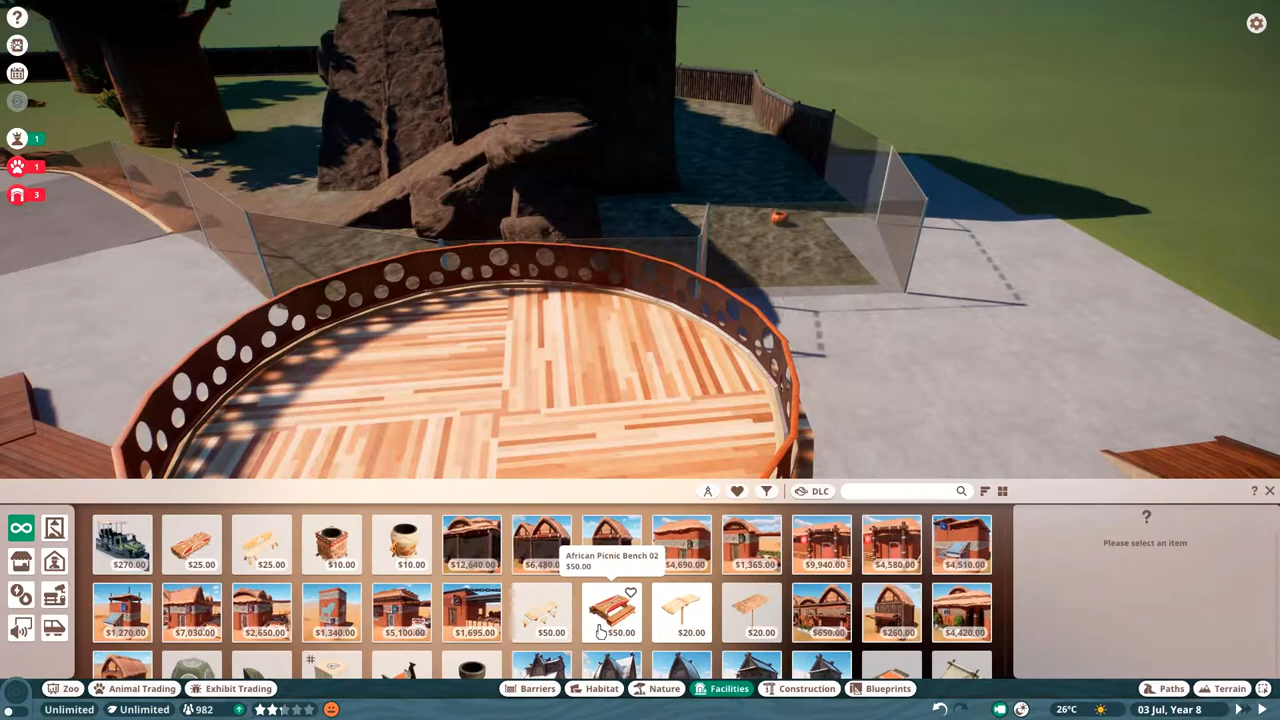 ?
1
1
3
DLC
? ×
$270.00 $25.00 $25.00 $10.00 $10.00 $12,640.00 $6,480.00 $4,690.00 $1,365.00 $9,940.00 $4,580.00 $4,510.00
African Picnic Bench 02
$50.00
?
Please select an item
$1,270.00 $7,030.00 $2,650.00 $1,340.00 $5,100.00 $1,695.00 $50.00 $50.00 $20.00 $20.00 $650.00 $260.00 $4,420.00
Zoo Animal Trading Exhibit Trading Barriers Habitat Nature Facilities Construction Blueprints Paths Terrain
Unlimited Unlimited 982 26°C 03 Jul, Year 8